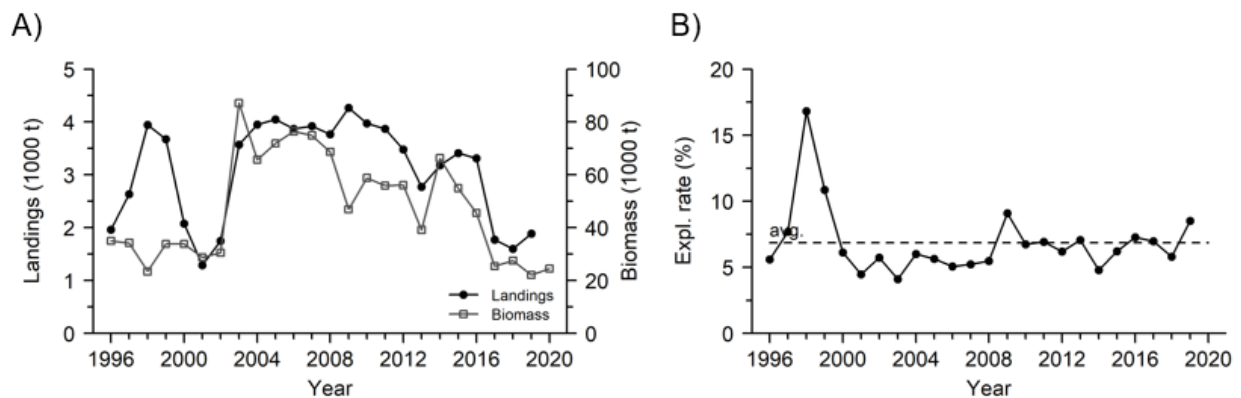 A)
B)
Landings (1000 t)
5
4
3
2
1
0
100
80
60
40
20
0
Biomass (1000 t)
Landings
Biomass
1996 2000 2004 2008 2012 2016 2020
Year
Expl. rate (%)
20
15
10
5
0
avg.
1996 2000 2004 2008 2012 2016 2020
Year